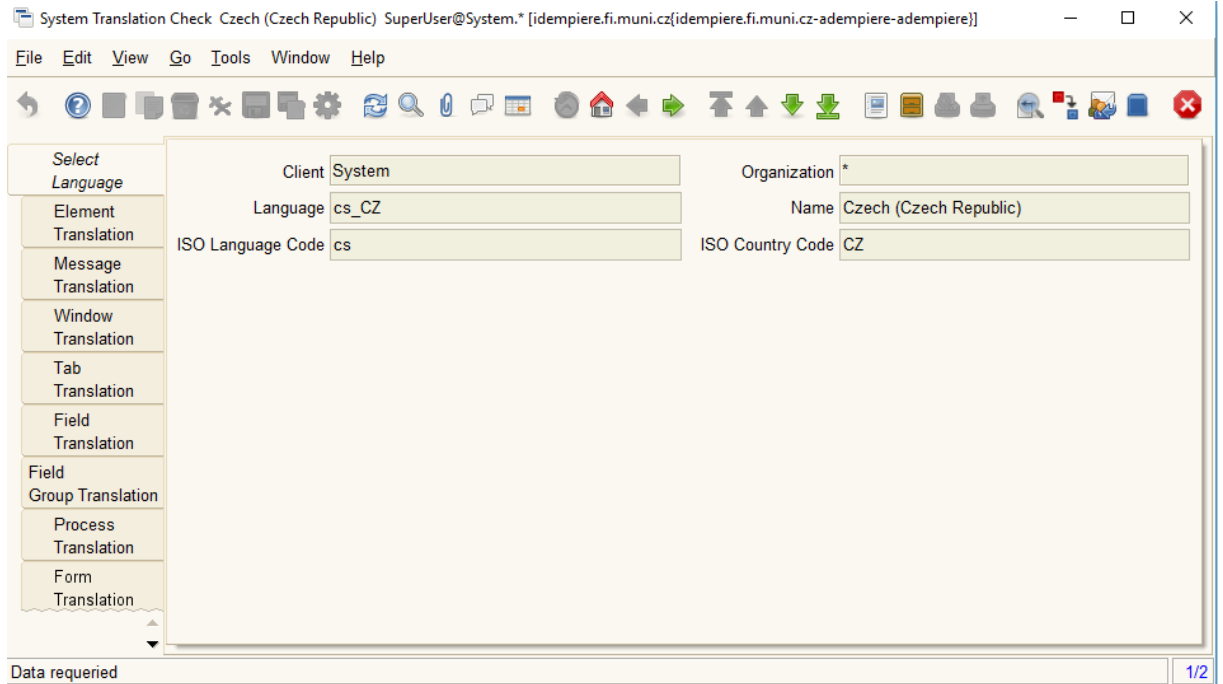 System Translation Check  Czech (Czech Republic)  SuperUser@System.* [idempiere.fi.muni.cz{idempiere.fi.muni.cz-adempiere-adempiere}]
File Edit View Go Tools Window Help
Select
Language
Element
Translation
Message
Translation
Window
Translation
Tab
Translation
Field
Translation
Field
Group Translation
Process
Translation
Form
Translation
Client System Organization *
Language cs_CZ Name Czech (Czech Republic)
ISO Language Code cs ISO Country Code CZ
Data requeried 1/2